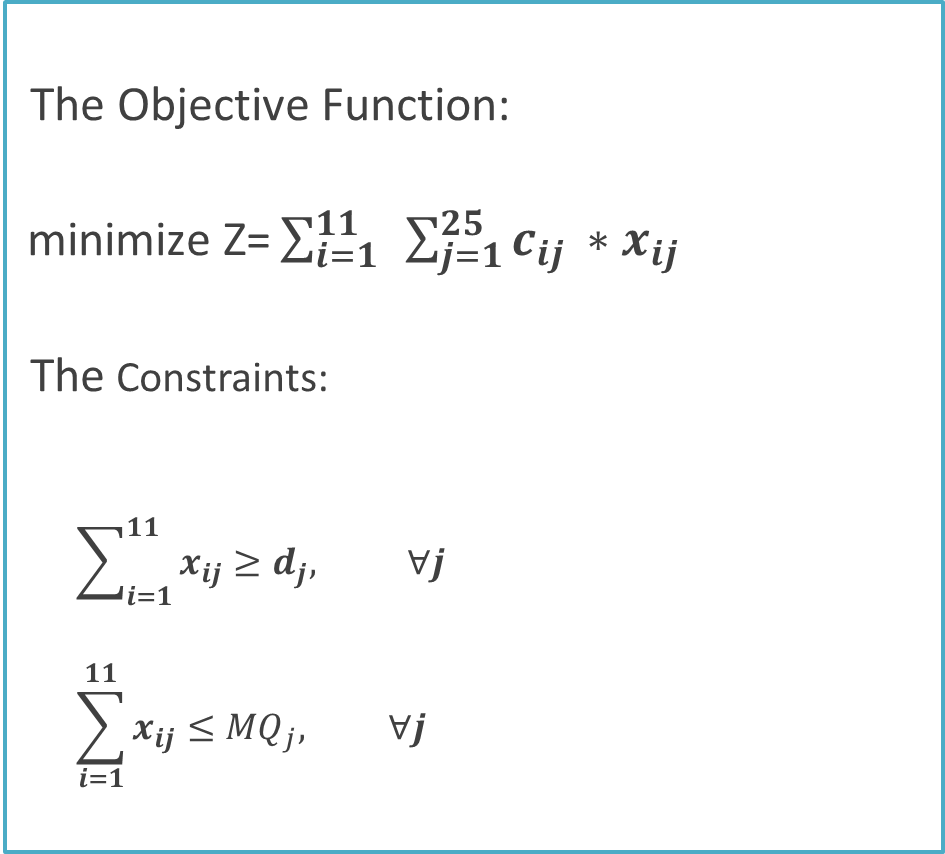 The Objective Function:
minimize Z= ∑_{i=1}^{11} ∑_{j=1}^{25} c_{ij} * x_{ij}
The Constraints:
∑_{i=1}^{11} x_{ij} ≥ d_j, ∀j
∑_{i=1}^{11} x_{ij} ≤ MQ_j, ∀j